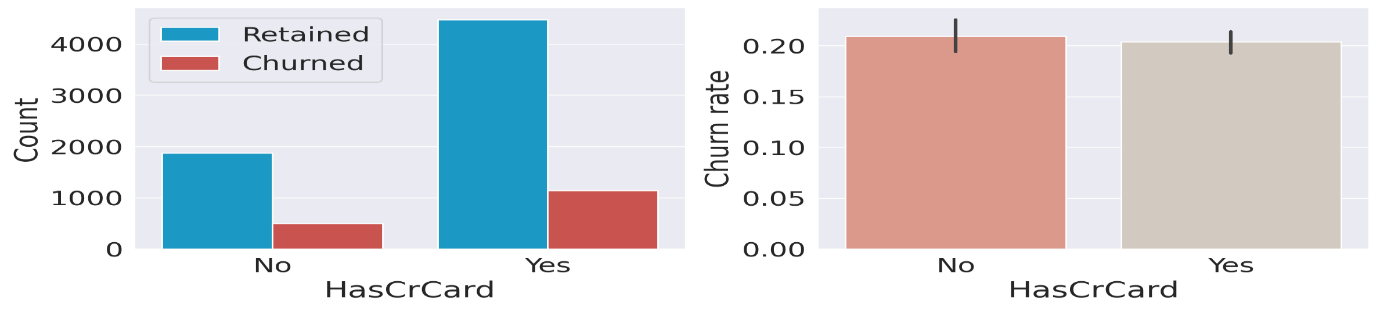 4000
3000
2000
1000
0
Count
Retained
Churned
No Yes
HasCrCard
0.20
0.15
0.10
0.05
0.00
Churn rate
No Yes
HasCrCard